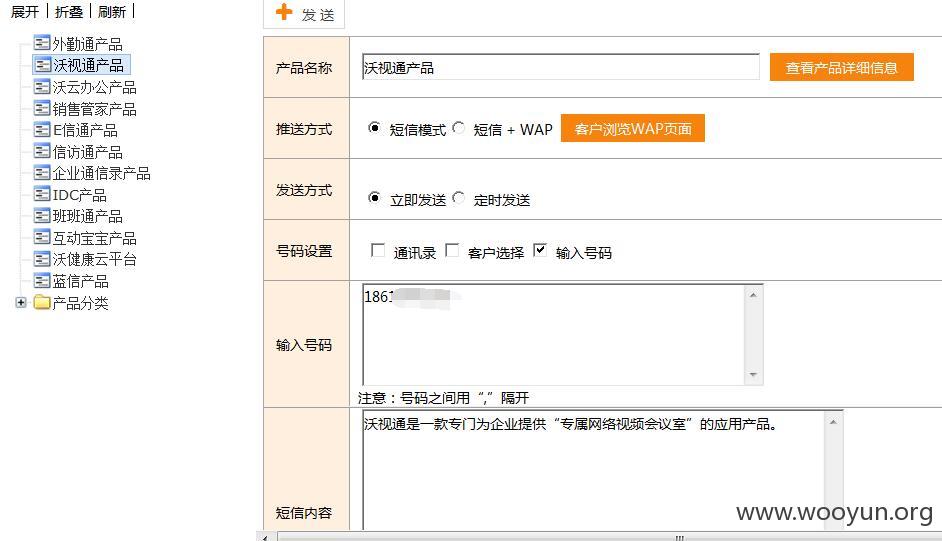 展开 | 折叠 | 刷新 |
外勤通产品
沃视通产品
沃云办公产品
销售管家产品
E信通产品
信访通产品
企业通信录产品
IDC产品
班班通产品
互动宝宝产品
沃健康云平台
蓝信产品
产品分类
发 送
产品名称 沃视通产品 查看产品详细信息
推送方式 短信模式 短信 + WAP 客户浏览WAP页面
发送方式 立即发送 定时发送
号码设置 通讯录 客户选择 输入号码
输入号码 1861
注意：号码之间用“,”隔开
短信内容 沃视通是一款专门为企业提供“专属网络视频会议室”的应用产品。
www.wooyun.org